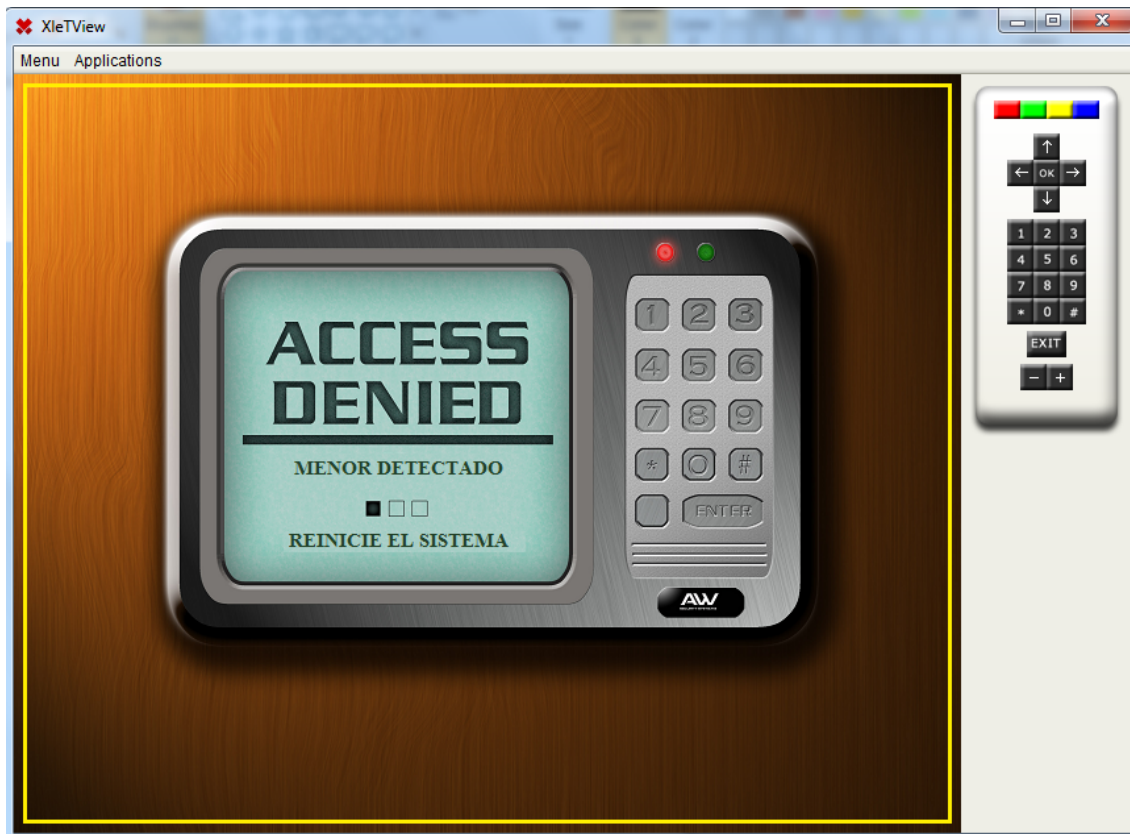 XleTView
Menu Applications
ACCESS
DENIED
MENOR DETECTADO
REINICIE EL SISTEMA
1 2 3
4 5 6
7 8 9
* 0 #
ENTER
AW
OK
1 2 3
4 5 6
7 8 9
* 0 #
EXIT
- +